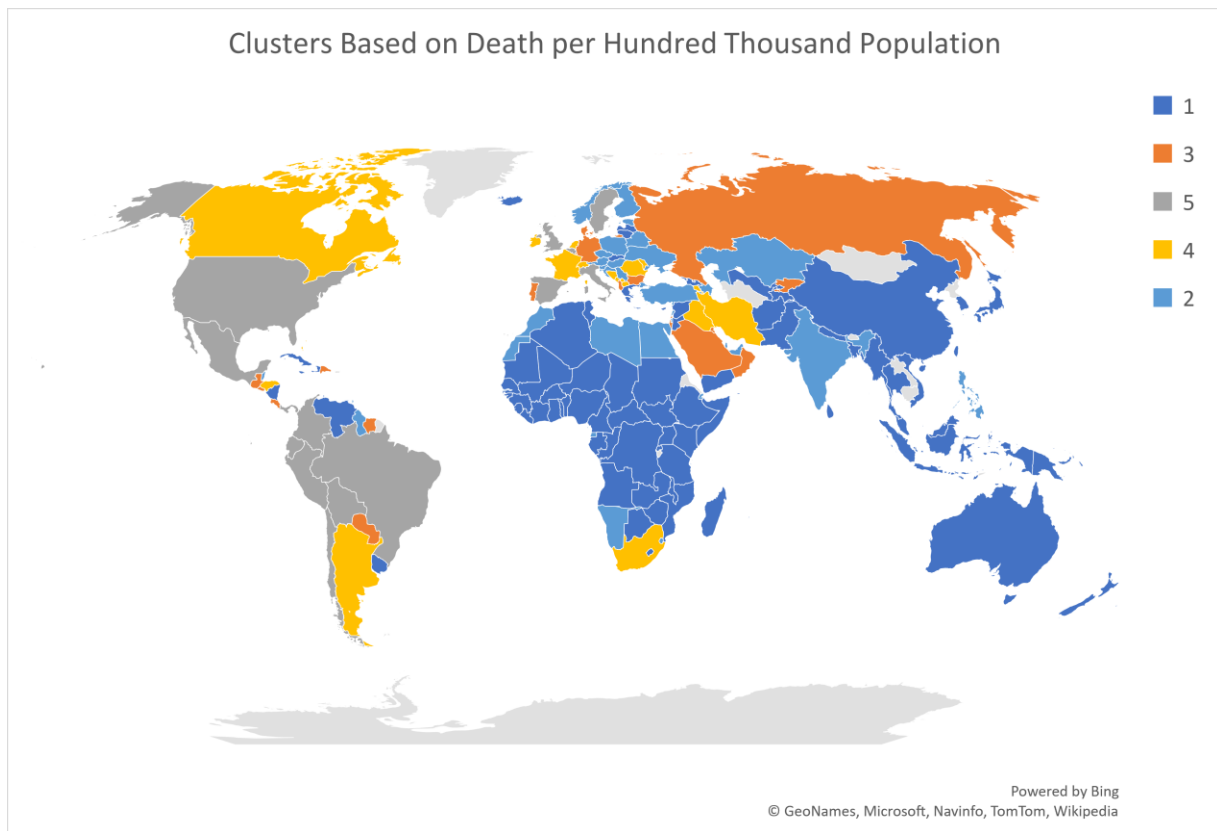 Clusters Based on Death per Hundred Thousand Population
1
3
5
4
2
Powered by Bing
© GeoNames, Microsoft, Navinfo, TomTom, Wikipedia